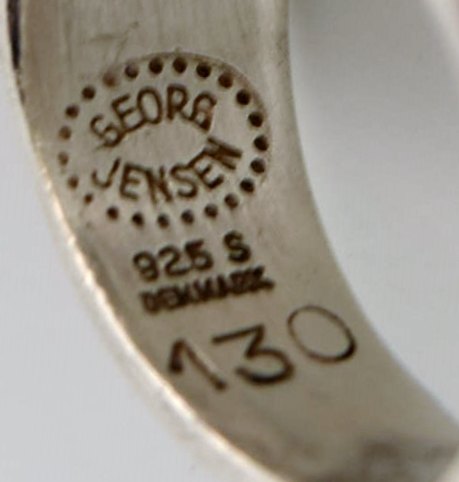 GEORG
JENSEN
925 S
DENMARK
130